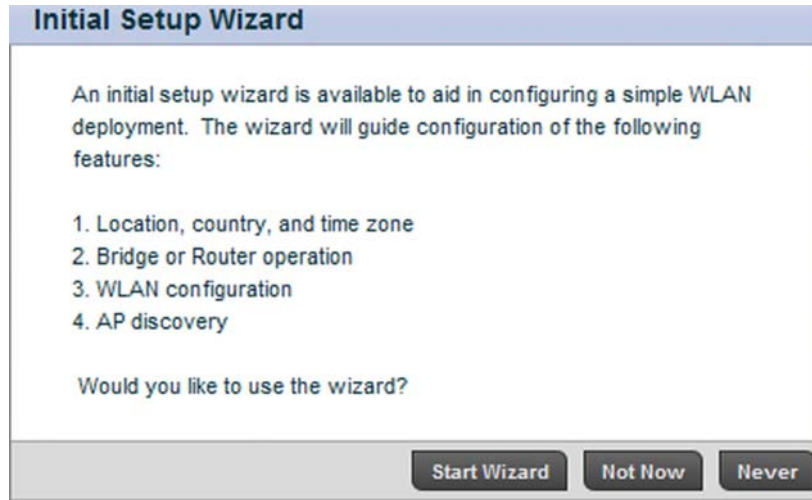 Initial Setup Wizard
An initial setup wizard is available to aid in configuring a simple WLAN
deployment. The wizard will guide configuration of the following
features:
1. Location, country, and time zone
2. Bridge or Router operation
3. WLAN configuration
4. AP discovery
Would you like to use the wizard?
Start Wizard
Not Now
Never